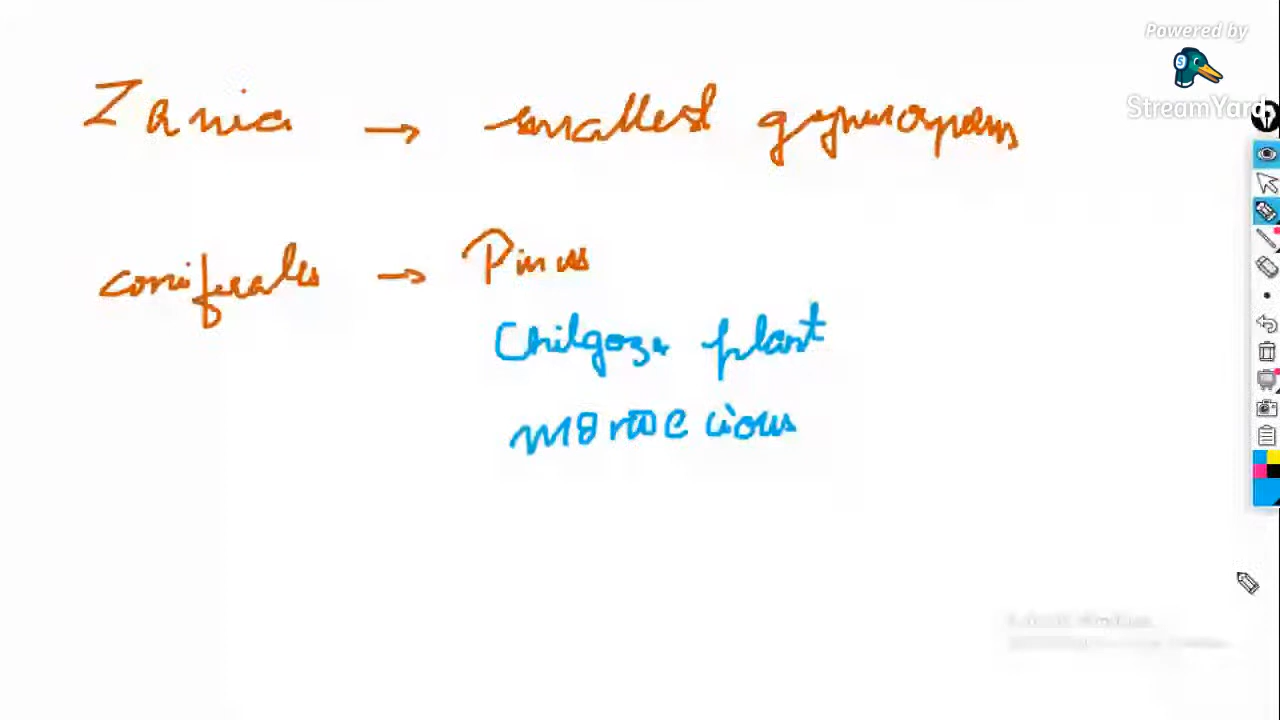 Powered by
StreamYard
Zamia → smallest gymnosperm
coniferales → Pinus
Chilgoza plant
monoecious